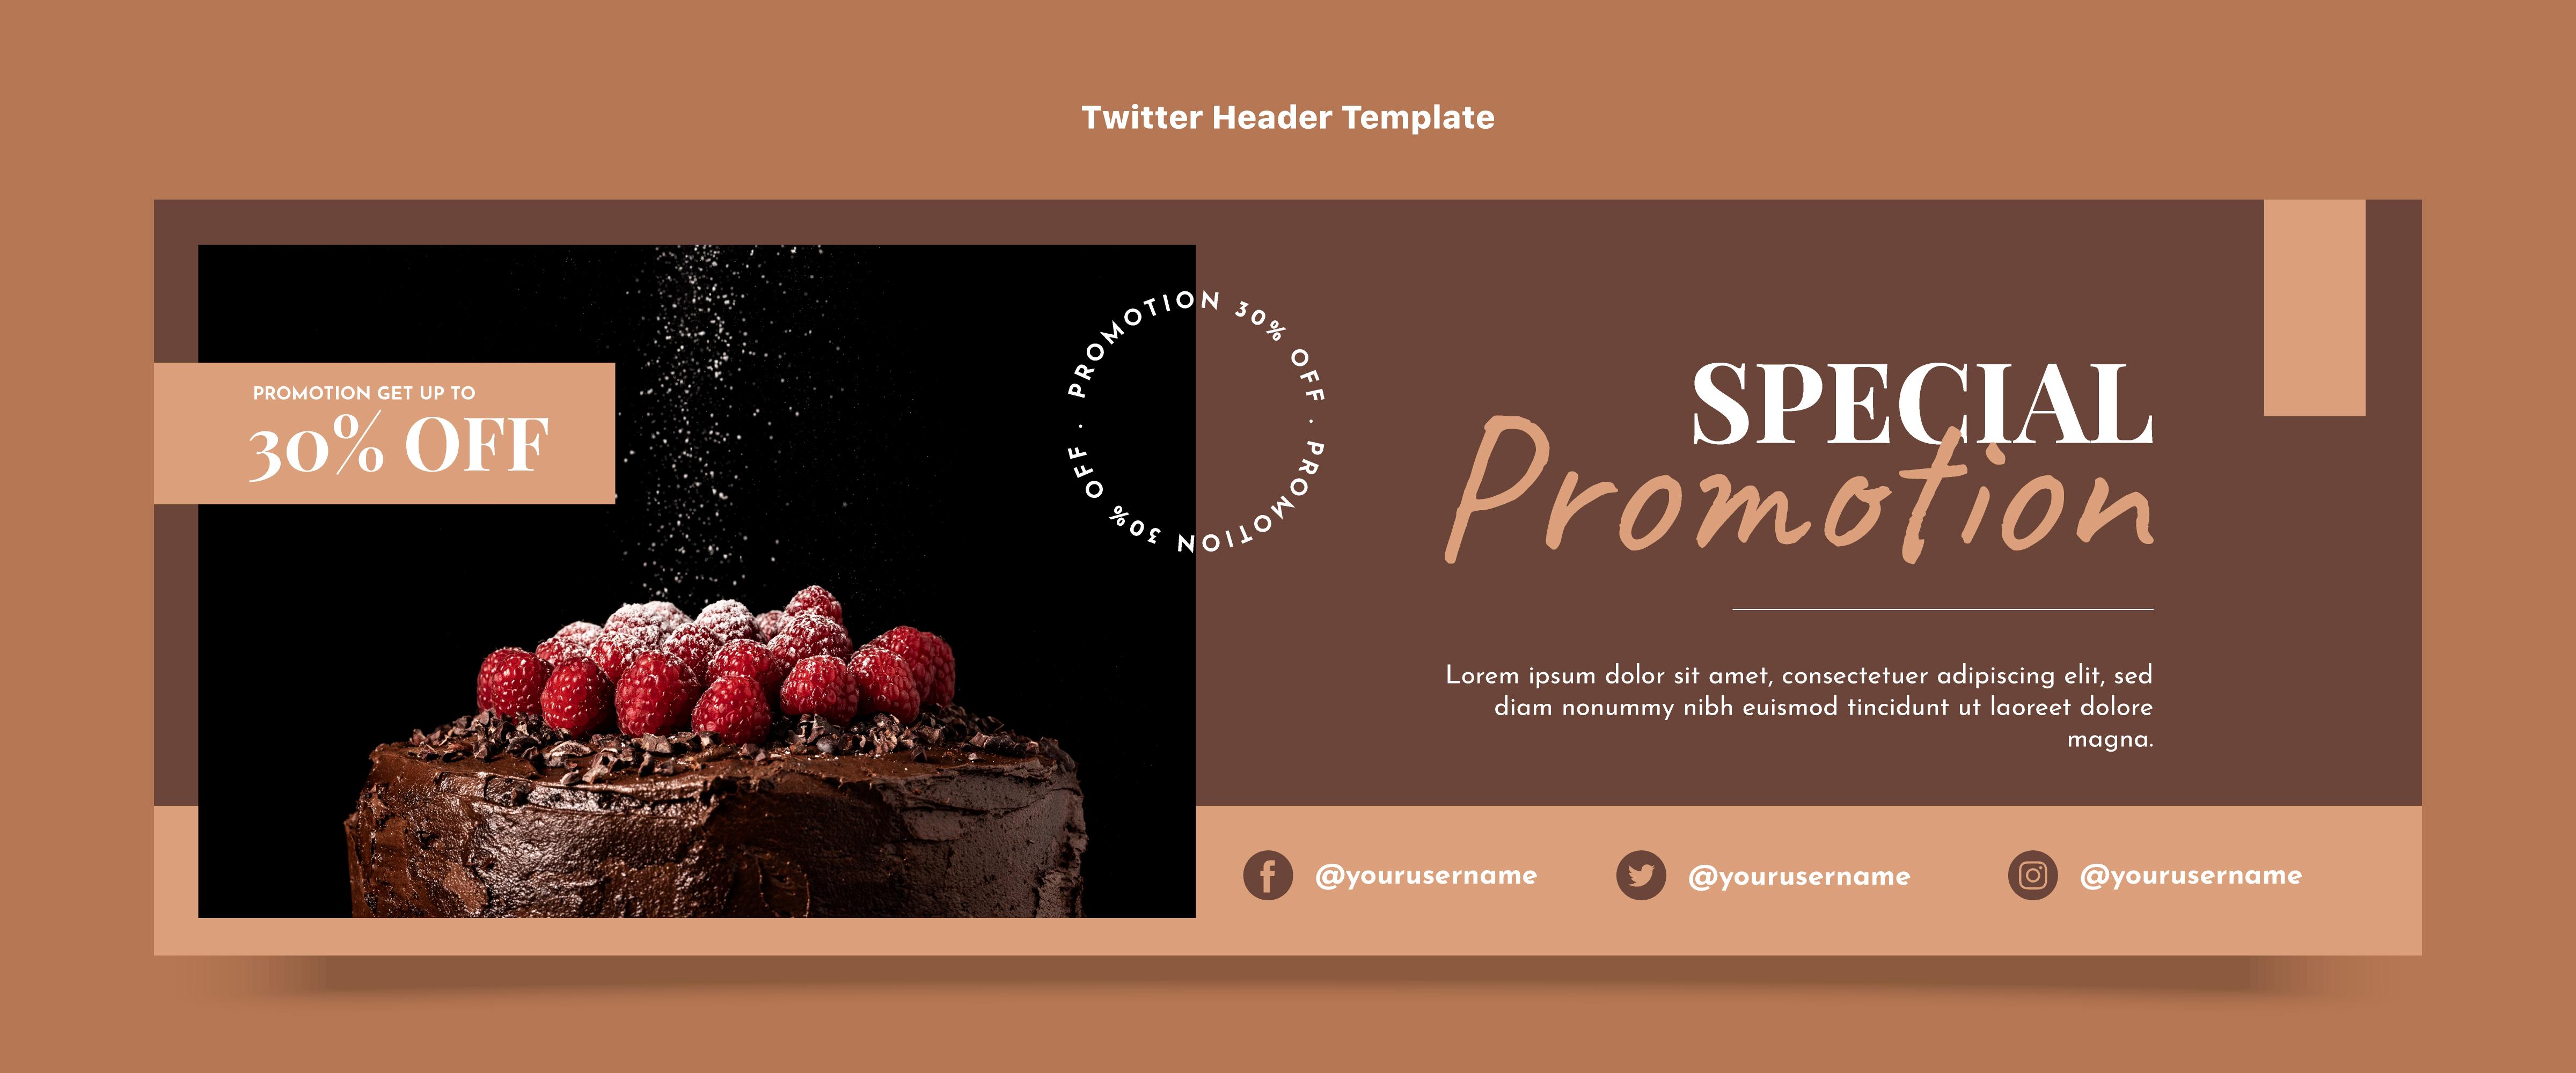 Twitter Header Template
PROMOTION GET UP TO
30% OFF
PROMOTION 30% OFF · PROMOTION 30% OFF ·
SPECIAL
Promotion
Lorem ipsum dolor sit amet, consectetuer adipiscing elit, sed
diam nonummy nibh euismod tincidunt ut laoreet dolore
magna.
@yourusername
@yourusername
@yourusername